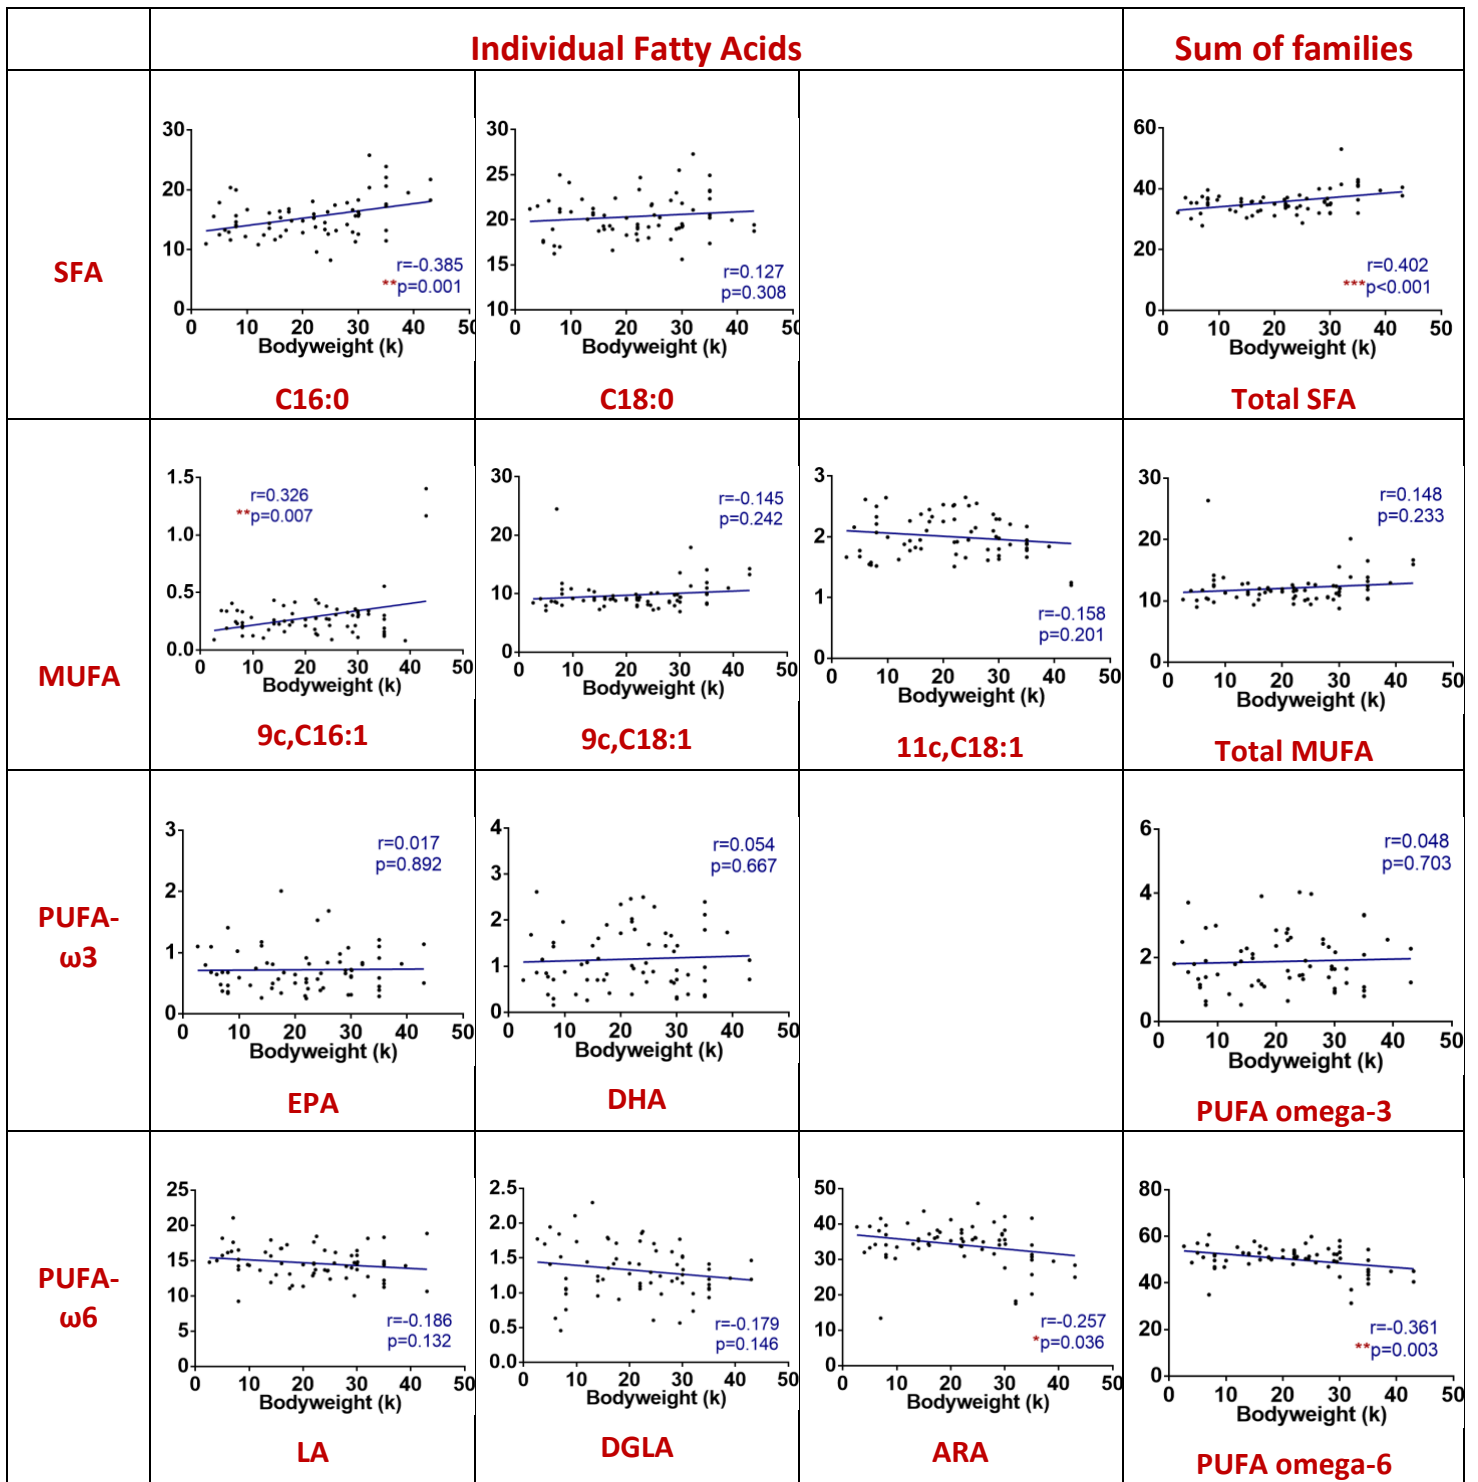 Individual Fatty Acids
Sum of families
SFA
30
20
10
0
0 10 20 30 40 50
r=-0.385
**p=0.001
Bodyweight (k)
C16:0
30
25
20
15
10
0 10 20 30 40 50
r=0.127
p=0.308
Bodyweight (k)
C18:0
60
40
20
0
0 10 20 30 40 50
r=0.402
***p<0.001
Bodyweight (k)
Total SFA
MUFA
1.5
1.0
0.5
0.0
0 10 20 30 40 50
r=0.326
**p=0.007
Bodyweight (k)
9c,C16:1
30
20
10
0
0 10 20 30 40 50
r=-0.145
p=0.242
Bodyweight (k)
9c,C18:1
3
2
1
0
0 10 20 30 40 50
r=-0.158
p=0.201
Bodyweight (k)
11c,C18:1
30
20
10
0
0 10 20 30 40 50
r=0.148
p=0.233
Bodyweight (k)
Total MUFA
PUFA-
ω3
3
2
1
0
0 10 20 30 40 50
r=0.017
p=0.892
Bodyweight (k)
EPA
4
3
2
1
0
0 10 20 30 40 50
r=0.054
p=0.667
Bodyweight (k)
DHA
6
4
2
0
0 10 20 30 40 50
r=0.048
p=0.703
Bodyweight (k)
PUFA omega-3
PUFA-
ω6
25
20
15
10
5
0
0 10 20 30 40 50
r=-0.186
p=0.132
Bodyweight (k)
LA
2.5
2.0
1.5
1.0
0.5
0.0
0 10 20 30 40 50
r=-0.179
p=0.146
Bodyweight (k)
DGLA
50
40
30
20
10
0
0 10 20 30 40 50
r=-0.257
*p=0.036
Bodyweight (k)
ARA
80
60
40
20
0
0 10 20 30 40 50
r=-0.361
**p=0.003
Bodyweight (k)
PUFA omega-6